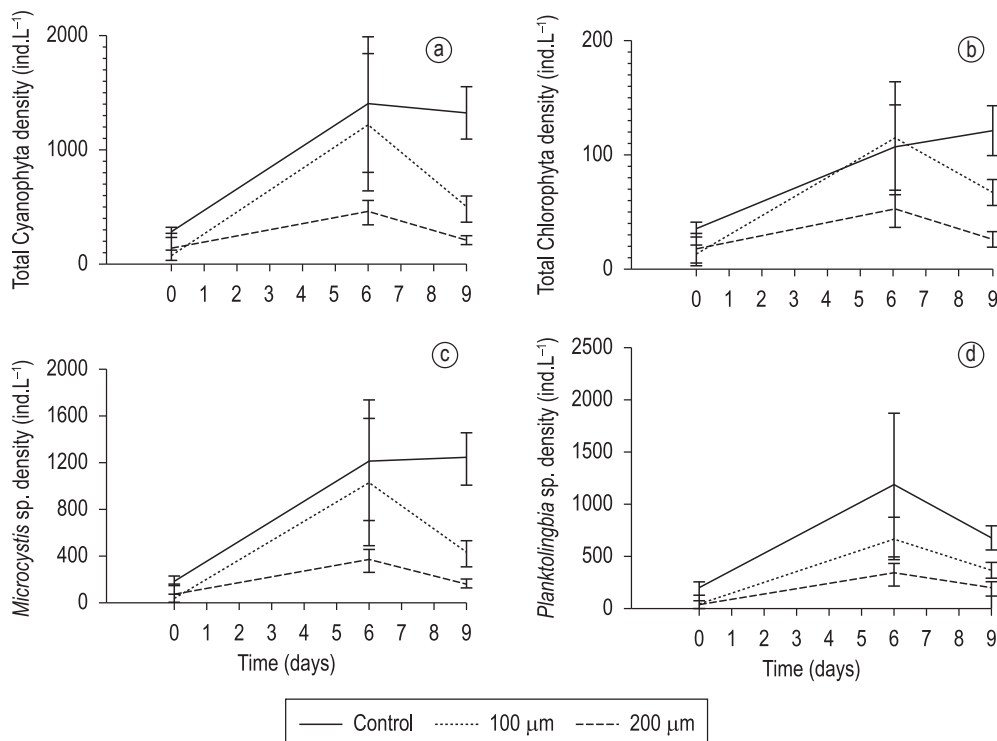 a
Total Cyanophyta density (ind.L⁻¹)
2000
1000
0
0 1 2 3 4 5 6 7 8 9
b
Total Chlorophyta density (ind.L⁻¹)
200
100
0
0 1 2 3 4 5 6 7 8 9
c
Microcystis sp. density (ind.L⁻¹)
2000
1600
1200
800
400
0
0 1 2 3 4 5 6 7 8 9
Time (days)
d
Planktolingbia sp. density (ind.L⁻¹)
2500
2000
1500
1000
500
0
0 1 2 3 4 5 6 7 8 9
Time (days)
Control 100 μm 200 μm